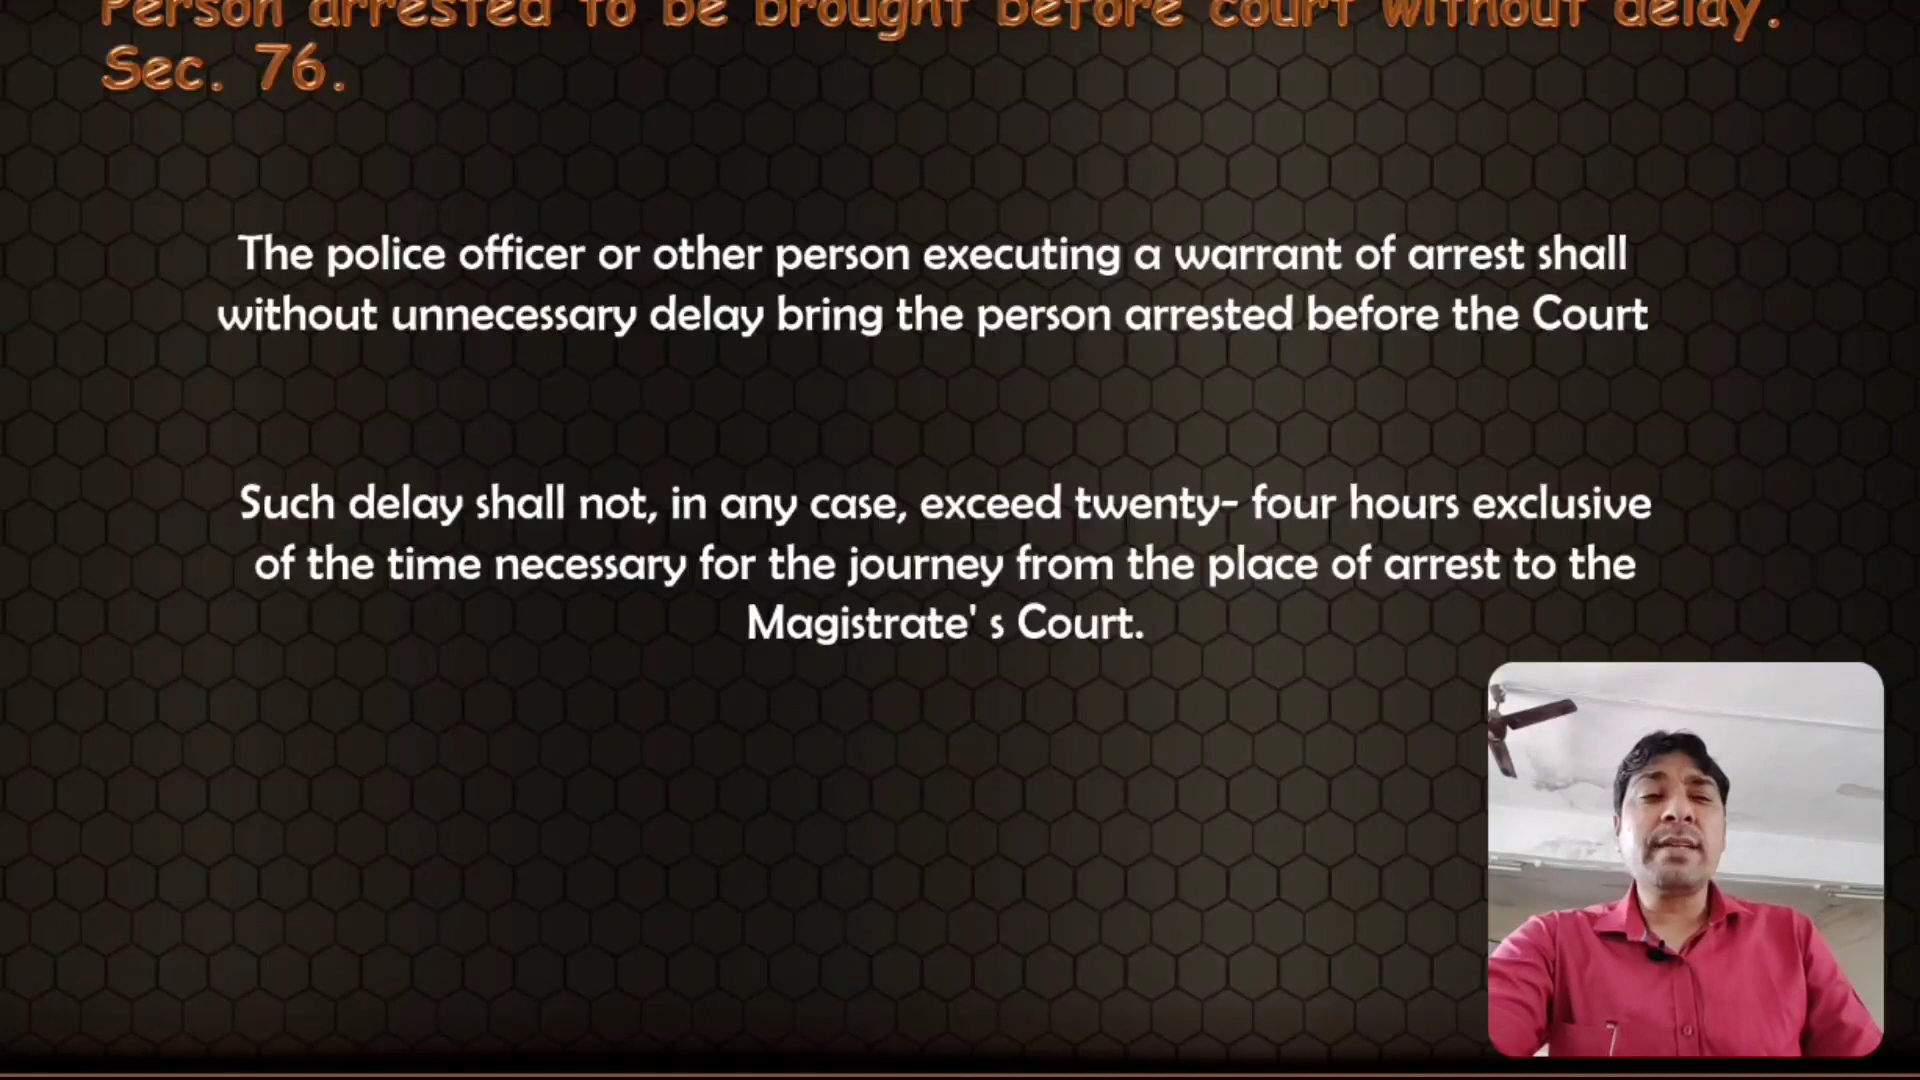 Person arrested to be brought before court without delay.
Sec. 76.
The police officer or other person executing a warrant of arrest shall
without unnecessary delay bring the person arrested before the Court
Such delay shall not, in any case, exceed twenty- four hours exclusive
of the time necessary for the journey from the place of arrest to the
Magistrate' s Court.